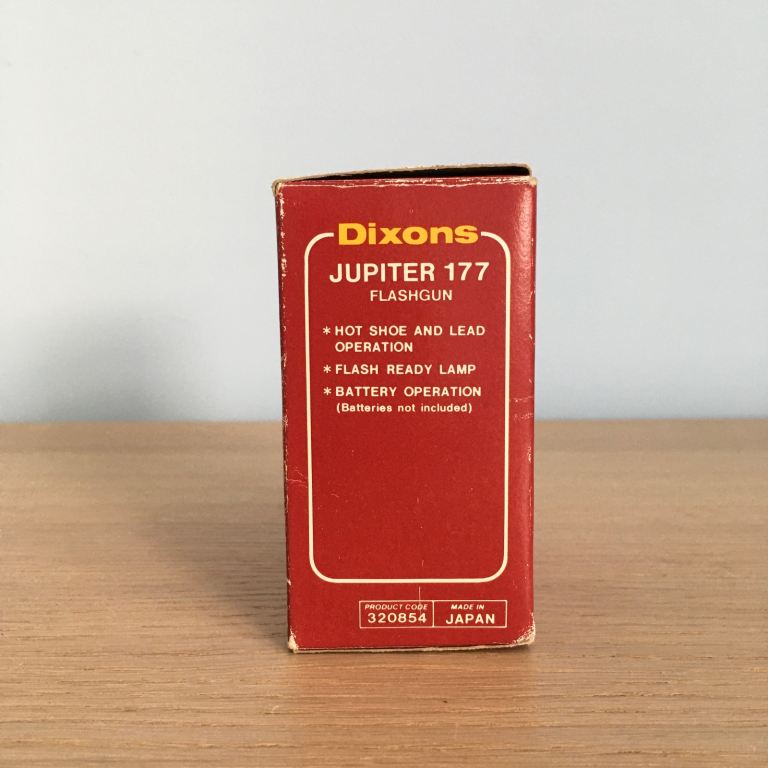 Dixons
JUPITER 177
FLASHGUN
* HOT SHOE AND LEAD
OPERATION
* FLASH READY LAMP
* BATTERY OPERATION
(Batteries not included)
PRODUCT CODE
320854
MADE IN
JAPAN